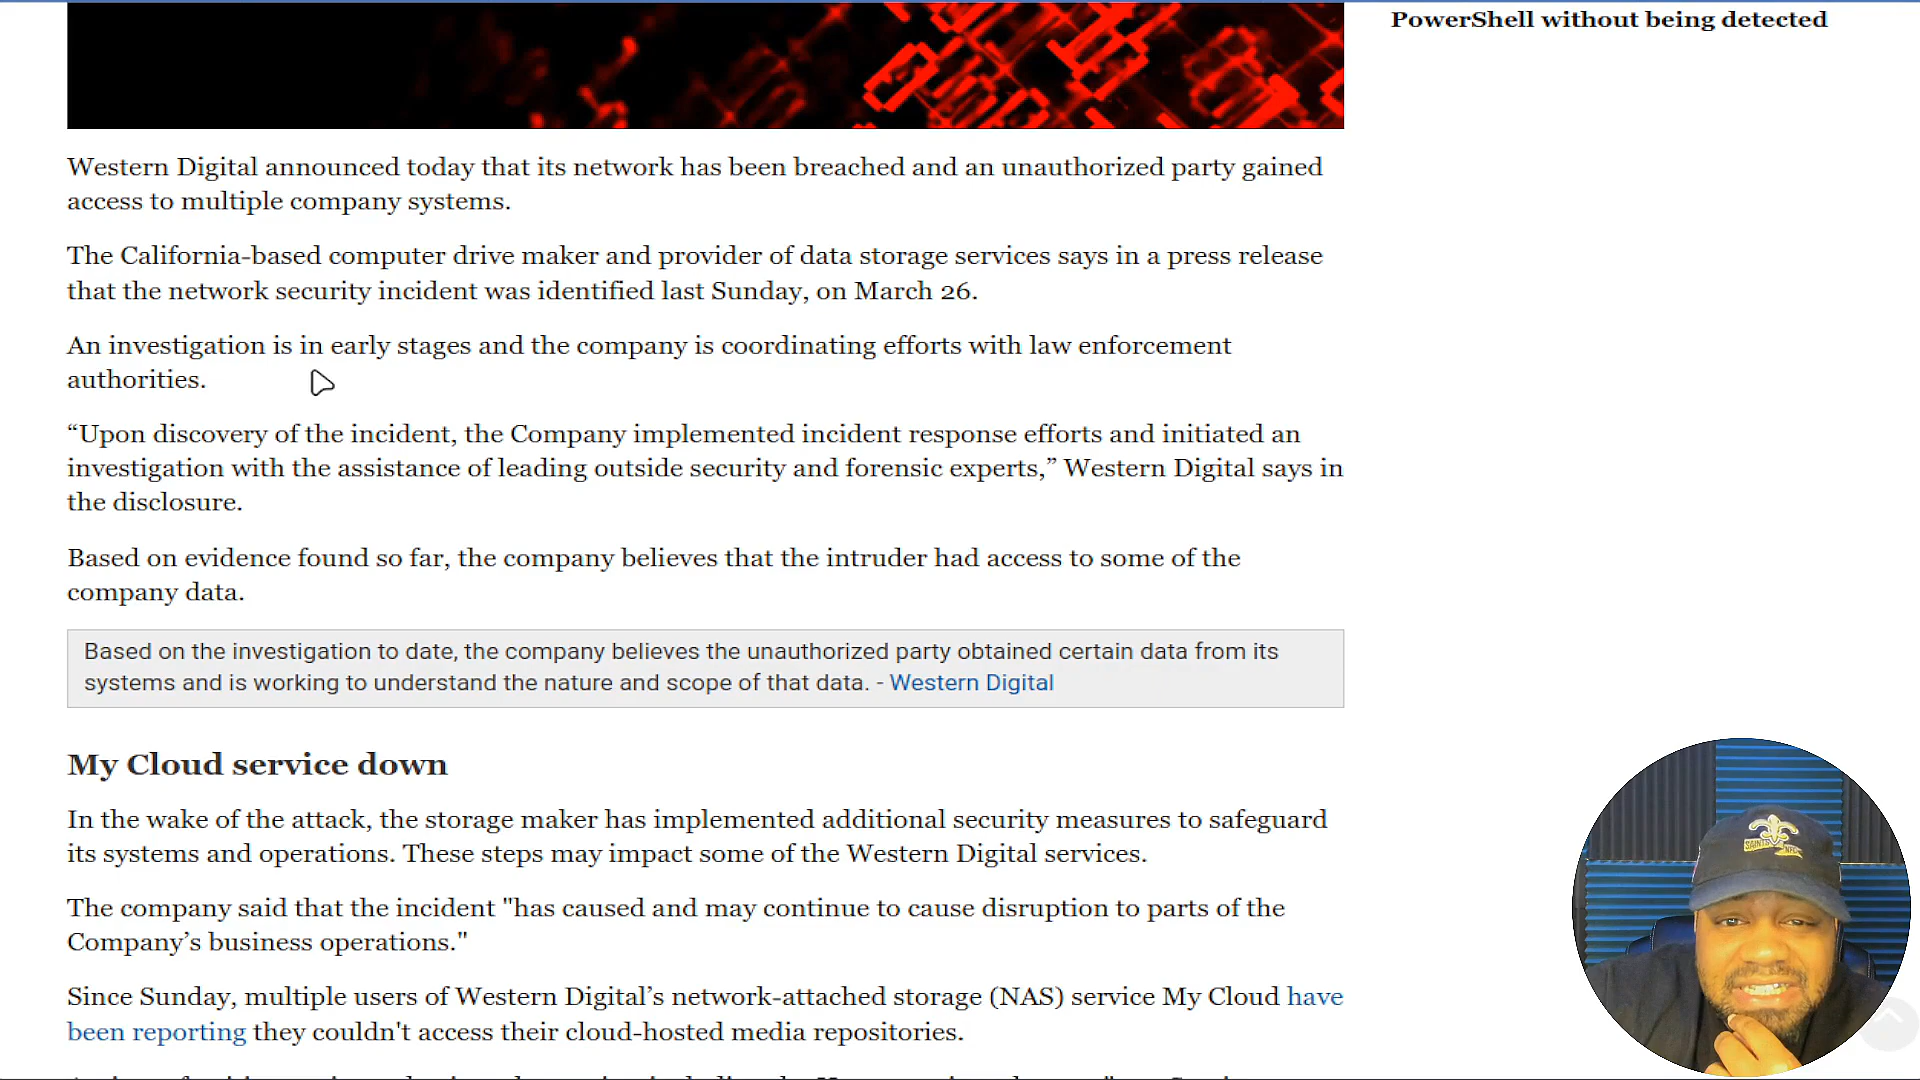 PowerShell without being detected
Western Digital announced today that its network has been breached and an unauthorized party gained
access to multiple company systems.
The California-based computer drive maker and provider of data storage services says in a press release
that the network security incident was identified last Sunday, on March 26.
An investigation is in early stages and the company is coordinating efforts with law enforcement
authorities.
“Upon discovery of the incident, the Company implemented incident response efforts and initiated an
investigation with the assistance of leading outside security and forensic experts,” Western Digital says in
the disclosure.
Based on evidence found so far, the company believes that the intruder had access to some of the
company data.
Based on the investigation to date, the company believes the unauthorized party obtained certain data from its
systems and is working to understand the nature and scope of that data. - Western Digital
My Cloud service down
In the wake of the attack, the storage maker has implemented additional security measures to safeguard
its systems and operations. These steps may impact some of the Western Digital services.
The company said that the incident "has caused and may continue to cause disruption to parts of the
Company’s business operations."
Since Sunday, multiple users of Western Digital’s network-attached storage (NAS) service My Cloud have
been reporting they couldn't access their cloud-hosted media repositories.
SAINTS NFC